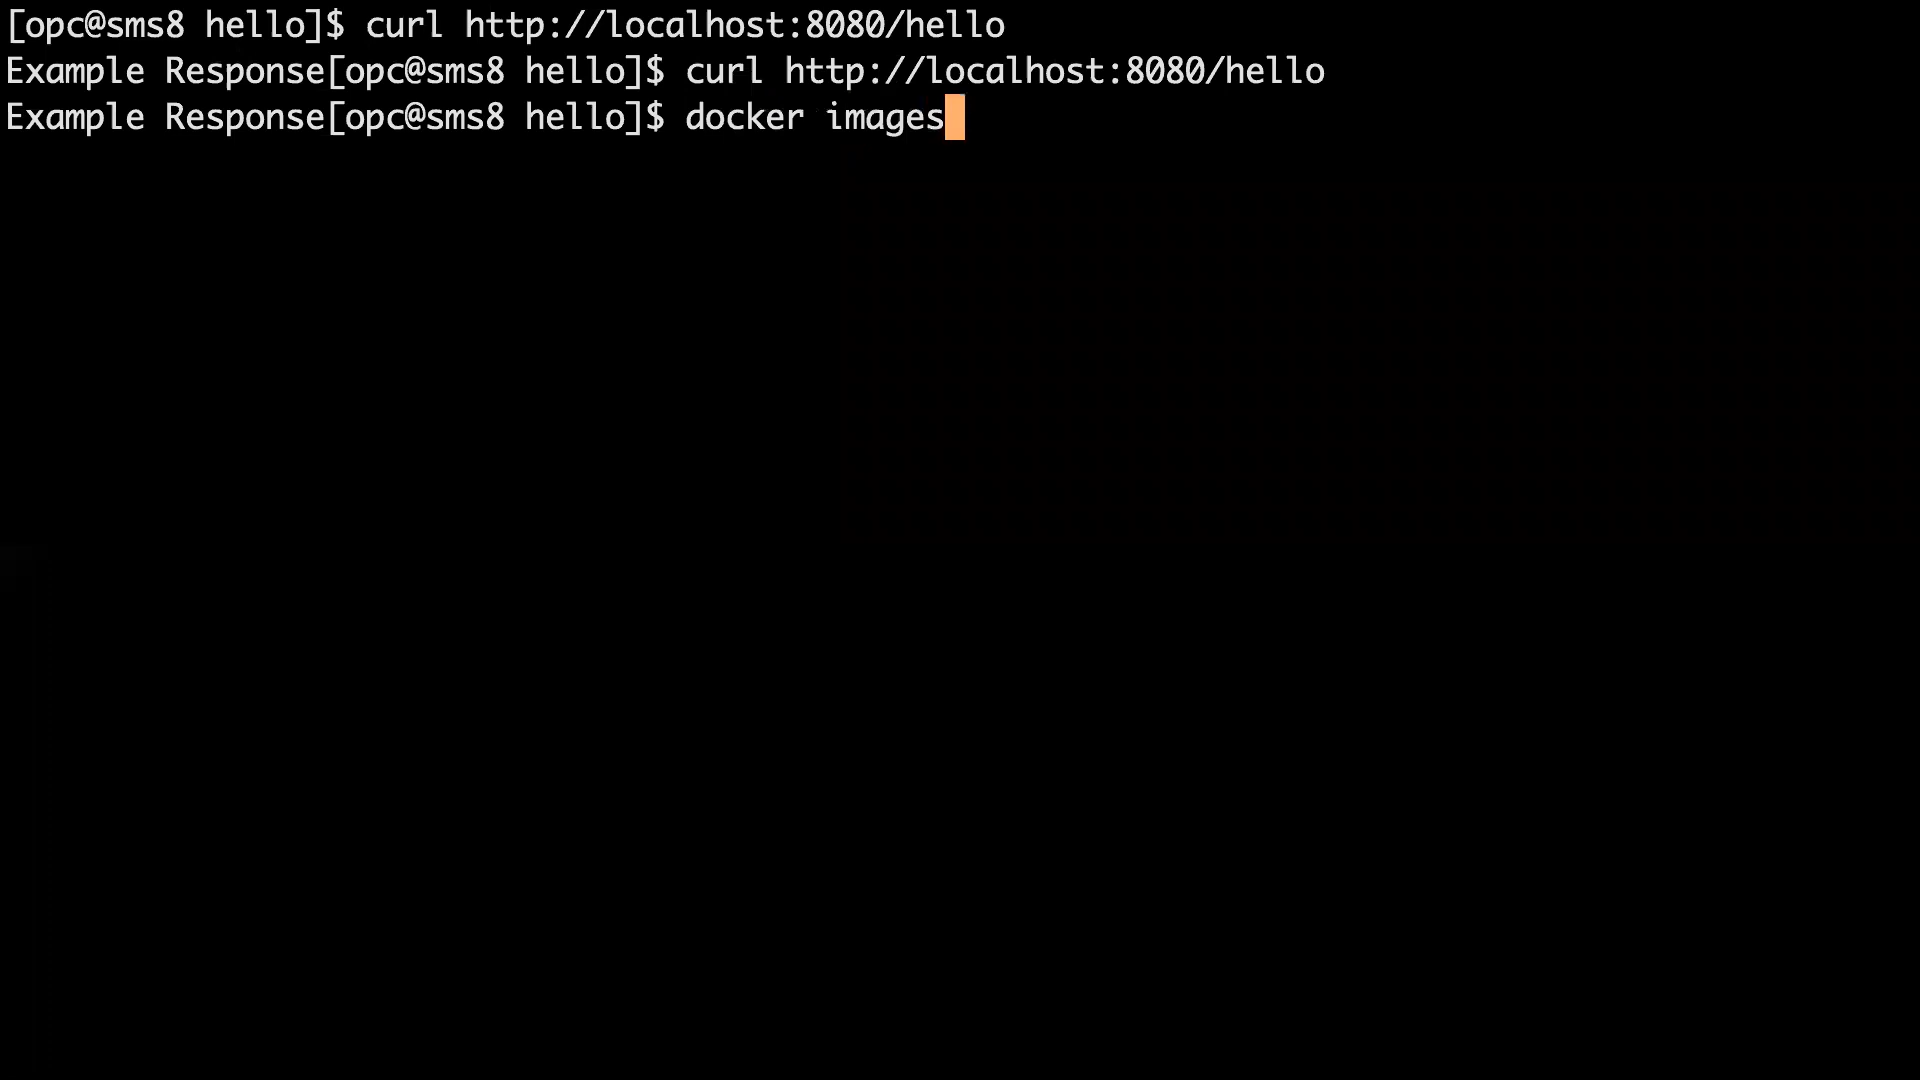 [opc@sms8 hello]$ curl http://localhost:8080/hello
Example Response[opc@sms8 hello]$ curl http://localhost:8080/hello
Example Response[opc@sms8 hello]$ docker images